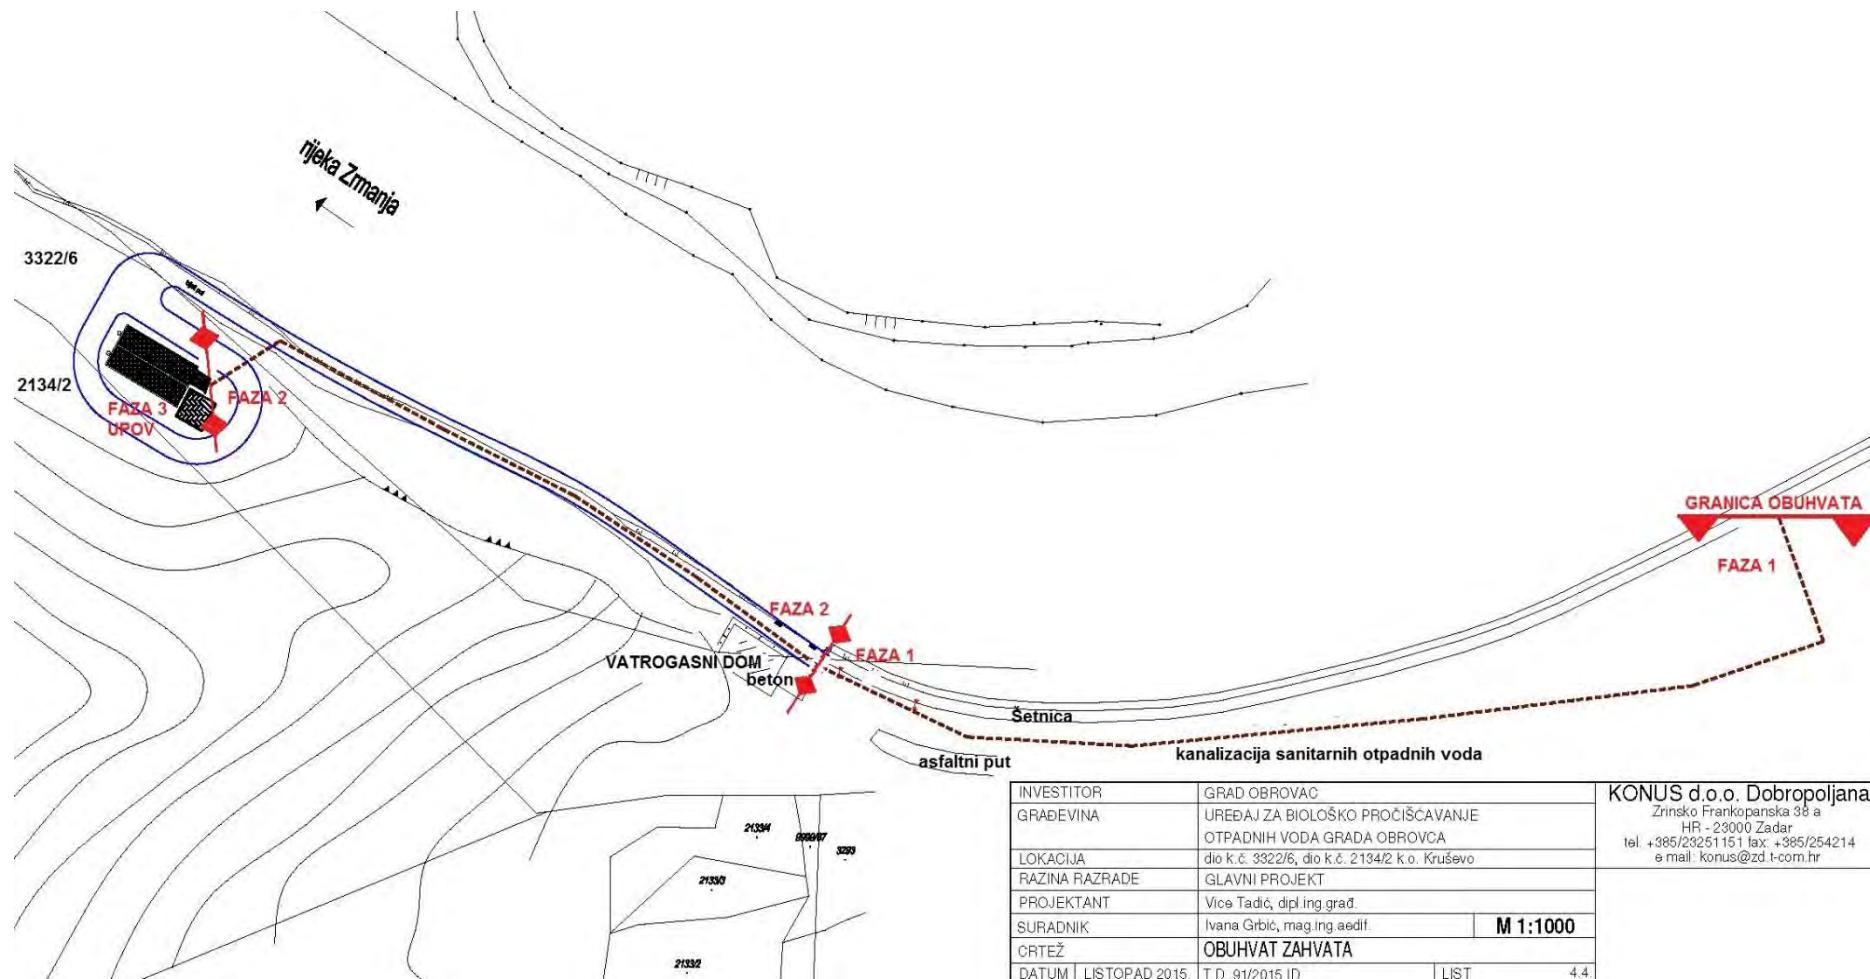 rijeka Zrmanja
3322/6
2134/2
FAZA 3
UPOV
FAZA 2
GRANICA OBUHVATA
FAZA 1
FAZA 2
FAZA 1
VATROGASNI DOM
beton
Šetnica
asfaltni put
kanalizacija sanitarnih otpadnih voda
2133/4
3293
2133/3
2133/2
INVESTITOR GRAD OBROVAC
GRAĐEVINA UREĐAJ ZA BIOLOŠKO PROČIŠĆAVANJE
OTPADNIH VODA GRADA OBROVCA
LOKACIJA dio k.č. 3322/6, dio k.č. 2134/2 k.o. Kruševo
RAZINA RAZRADE GLAVNI PROJEKT
PROJEKTANT Vice Tadić, dipl.ing.građ.
SURADNIK Ivana Grbić, mag.ing.aedif. M 1:1000
CRTEŽ OBUHVAT ZAHVATA
DATUM LISTOPAD 2015. T.D. 91/2015 ID LIST 4.4.
KONUS d.o.o. Dobropoljana
Zrinsko Frankopanska 38 a
HR - 23000 Zadar
tel. +385/23251151 fax: +385/254214
e mail: konus@zd.t-com.hr